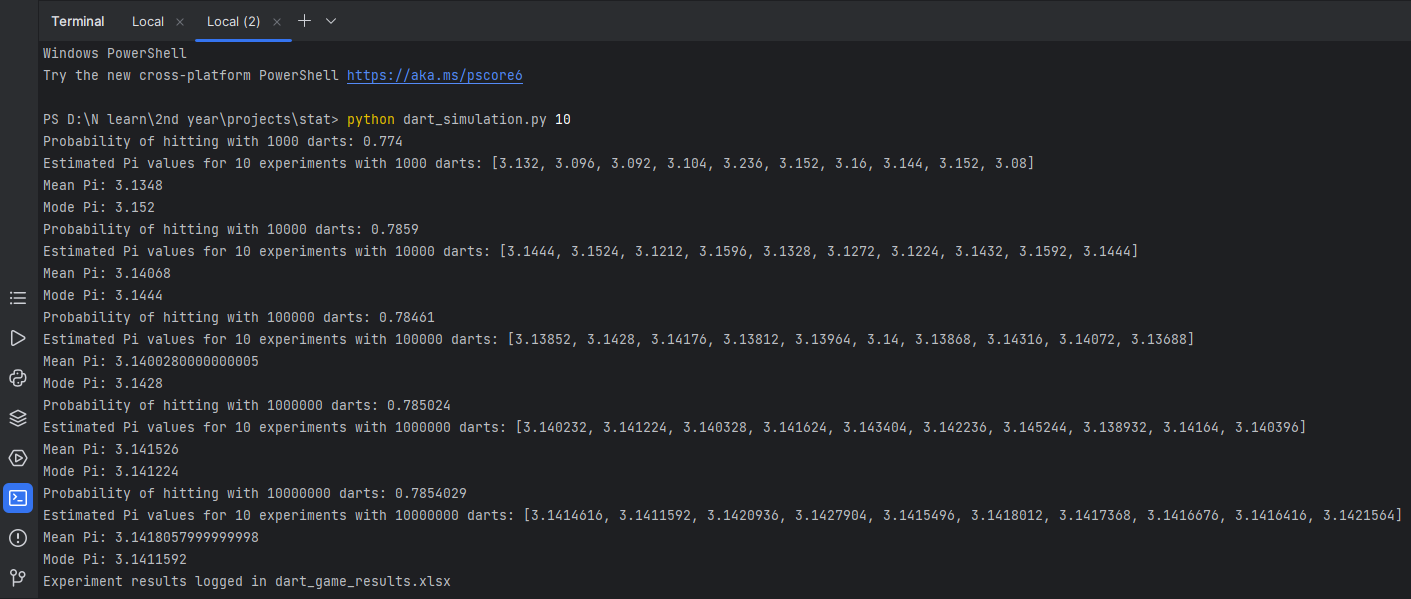 Terminal Local × Local (2) ×
Windows PowerShell
Try the new cross-platform PowerShell https://aka.ms/pscore6
PS D:\N learn\2nd year\projects\stat> python dart_simulation.py 10
Probability of hitting with 1000 darts: 0.774
Estimated Pi values for 10 experiments with 1000 darts: [3.132, 3.096, 3.092, 3.104, 3.236, 3.152, 3.16, 3.144, 3.152, 3.08]
Mean Pi: 3.1348
Mode Pi: 3.152
Probability of hitting with 10000 darts: 0.7859
Estimated Pi values for 10 experiments with 10000 darts: [3.1444, 3.1524, 3.1212, 3.1596, 3.1328, 3.1272, 3.1224, 3.1432, 3.1592, 3.1444]
Mean Pi: 3.14068
Mode Pi: 3.1444
Probability of hitting with 100000 darts: 0.78461
Estimated Pi values for 10 experiments with 100000 darts: [3.13852, 3.1428, 3.14176, 3.13812, 3.13964, 3.14, 3.13868, 3.14316, 3.14072, 3.13688]
Mean Pi: 3.1400280000000005
Mode Pi: 3.1428
Probability of hitting with 1000000 darts: 0.785024
Estimated Pi values for 10 experiments with 1000000 darts: [3.140232, 3.141224, 3.140328, 3.141624, 3.143404, 3.142236, 3.145244, 3.138932, 3.14164, 3.140396]
Mean Pi: 3.141526
Mode Pi: 3.141224
Probability of hitting with 10000000 darts: 0.7854029
Estimated Pi values for 10 experiments with 10000000 darts: [3.1414616, 3.1411592, 3.1420936, 3.1427904, 3.1415496, 3.1418012, 3.1417368, 3.1416676, 3.1416416, 3.1421564]
Mean Pi: 3.1418057999999998
Mode Pi: 3.1411592
Experiment results logged in dart_game_results.xlsx